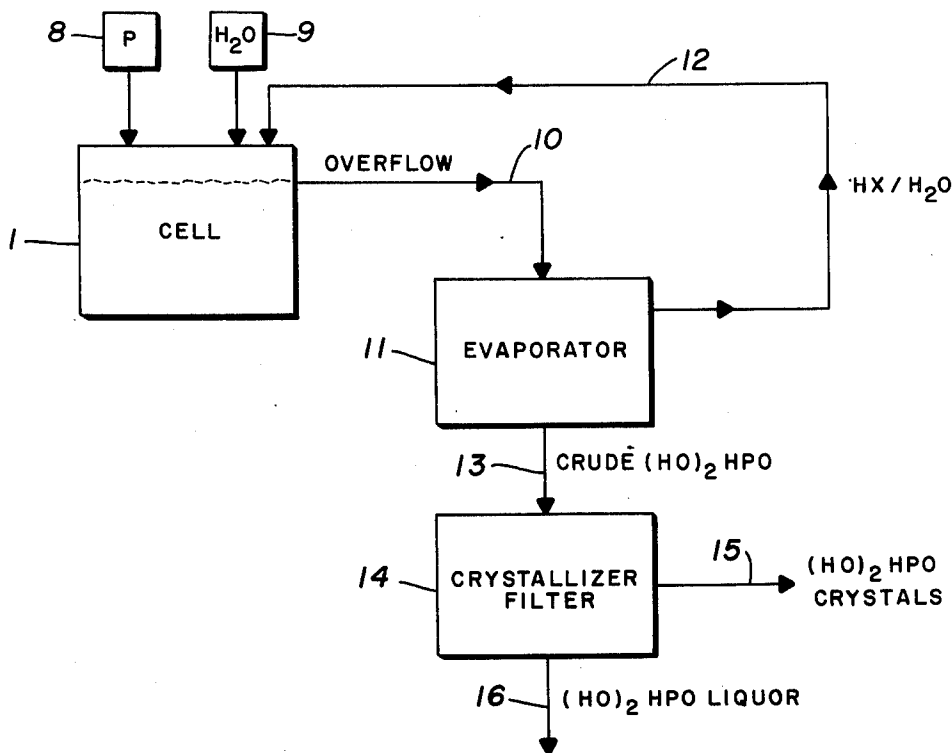 8
P
H₂O
9
12
OVERFLOW
10
HX / H₂O
CELL
1
EVAPORATOR
11
13
CRUDE (HO)₂ HPO
15
(HO)₂ HPO
CRYSTALS
14
CRYSTALLIZER
FILTER
16
(HO)₂ HPO LIQUOR